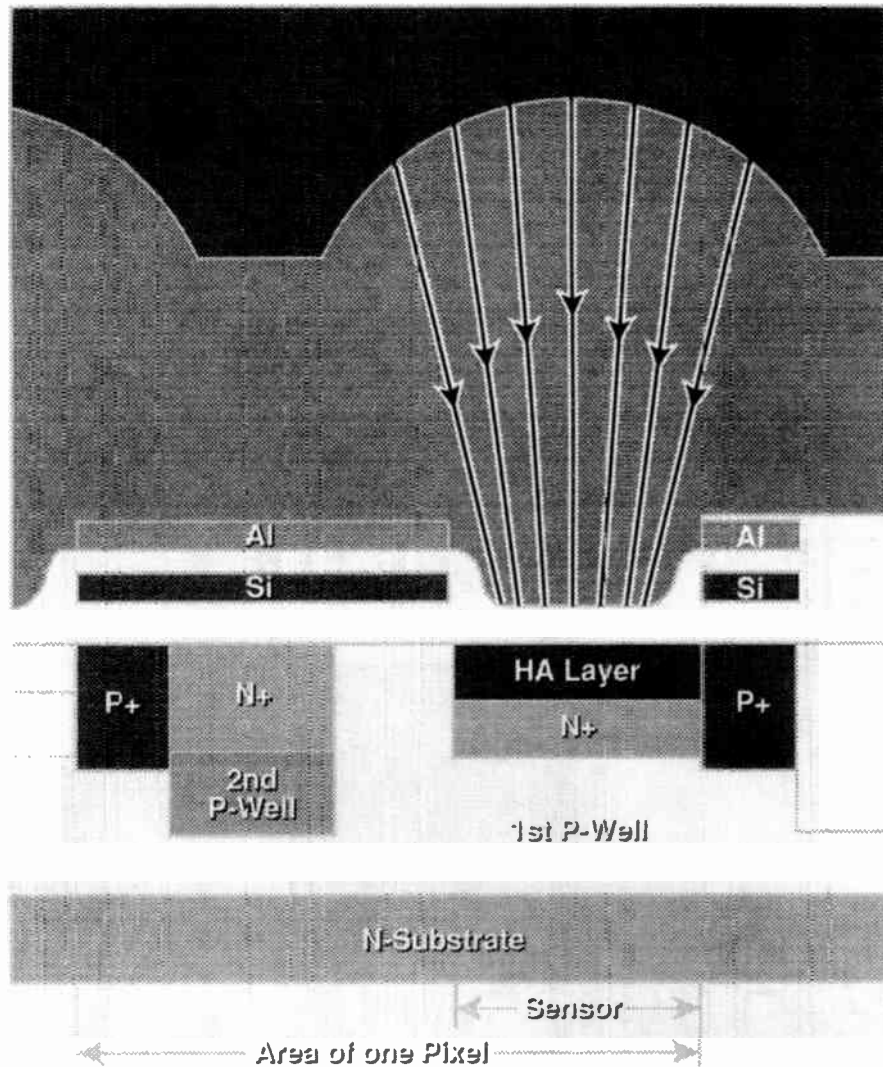 Al
Al
Si
Si
P+
N+
HA Layer
P+
N+
2nd
P-Well
1st P-Well
N-Substrate
Sensor
Area of one Pixel